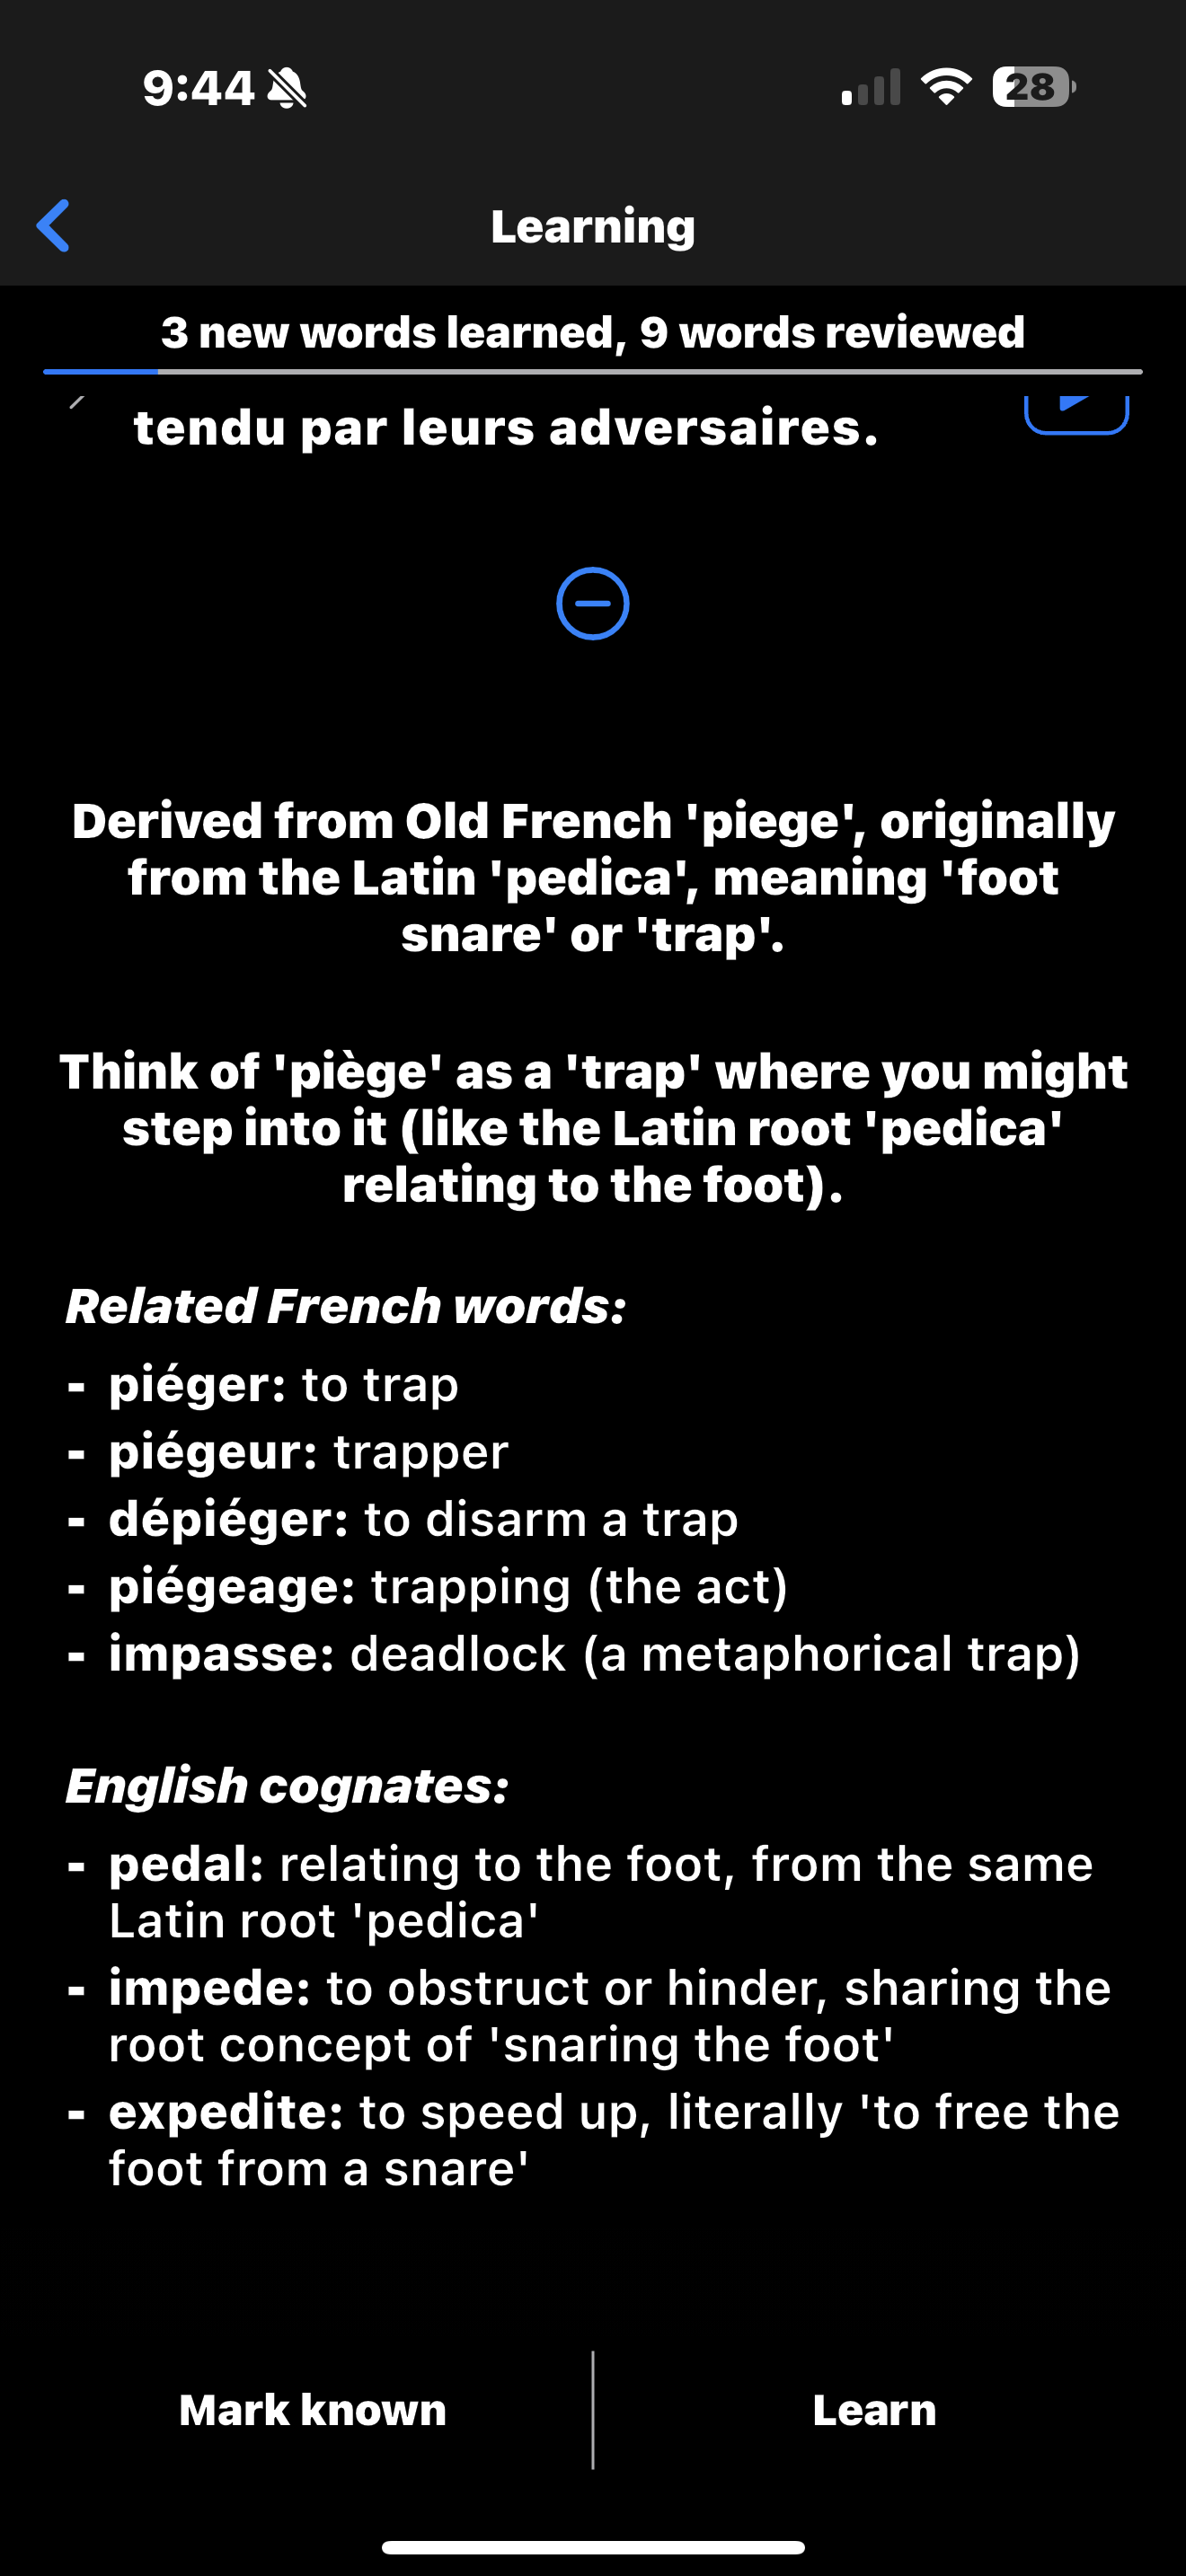 9:44
28
Learning
3 new words learned, 9 words reviewed
tendu par leurs adversaires.
Derived from Old French 'piege', originally
from the Latin 'pedica', meaning 'foot
snare' or 'trap'.
Think of 'piège' as a 'trap' where you might
step into it (like the Latin root 'pedica'
relating to the foot).
Related French words:
- piéger: to trap
- piégeur: trapper
- dépiéger: to disarm a trap
- piégeage: trapping (the act)
- impasse: deadlock (a metaphorical trap)
English cognates:
- pedal: relating to the foot, from the same
Latin root 'pedica'
- impede: to obstruct or hinder, sharing the
root concept of 'snaring the foot'
- expedite: to speed up, literally 'to free the
foot from a snare'
Mark known
Learn